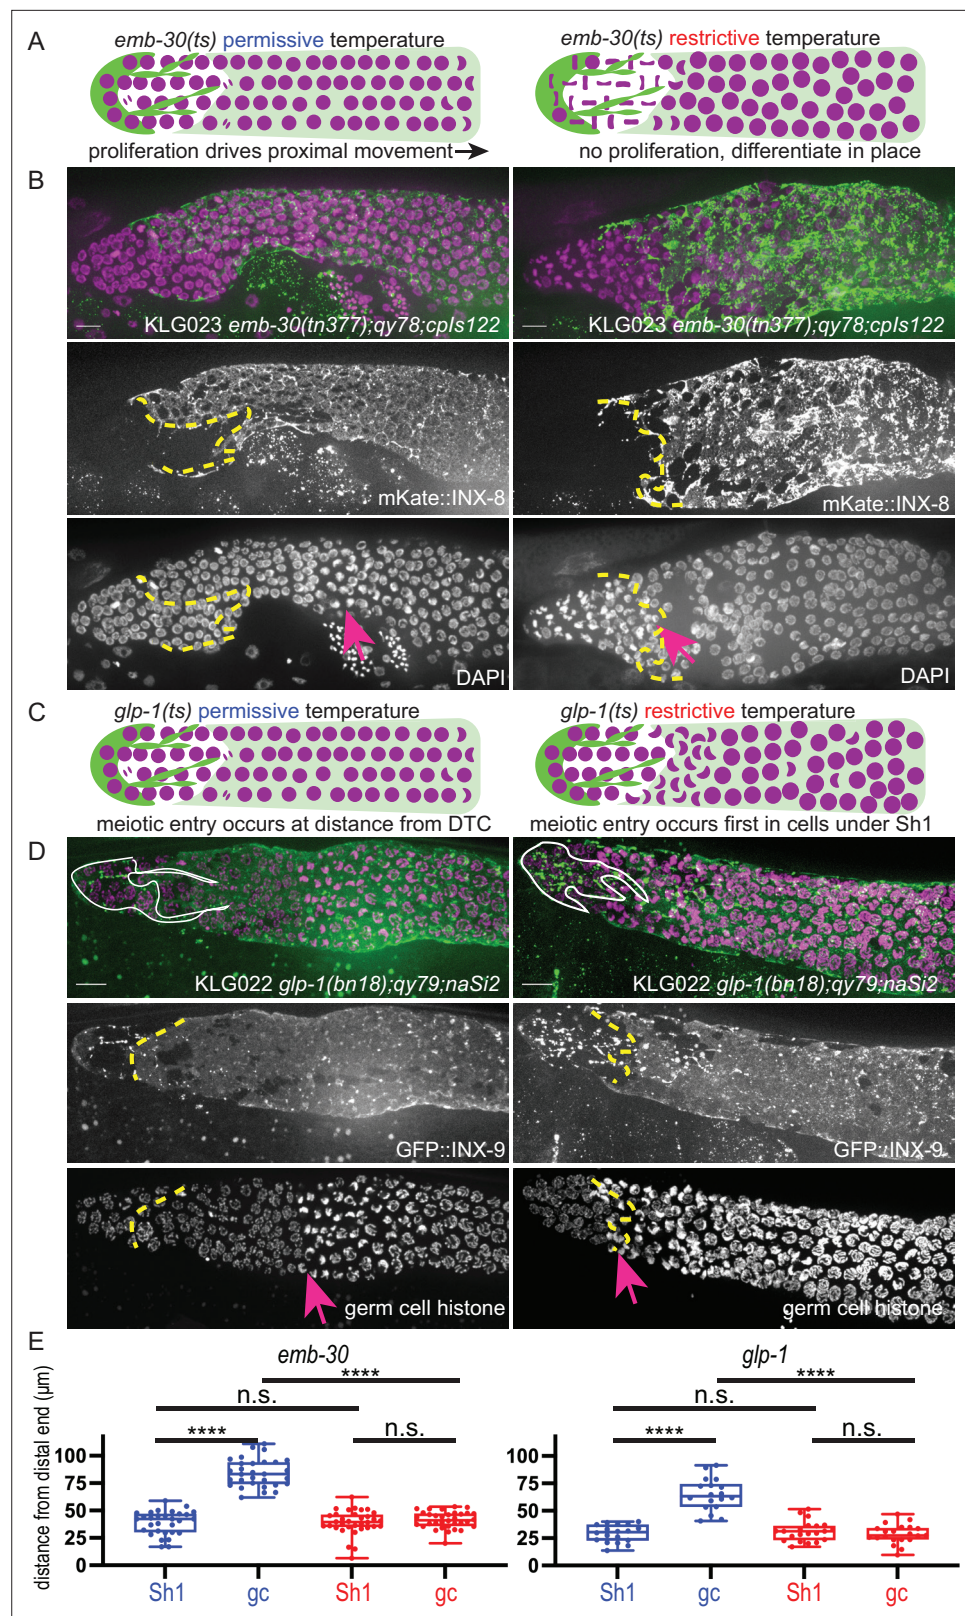 A
emb-30(ts) permissive temperature
emb-30(ts) restrictive temperature
proliferation drives proximal movement
no proliferation, differentiate in place
B
KLG023 emb-30(tn377);qy78;cpIs122
KLG023 emb-30(tn377);qy78;cpIs122
mKate::INX-8
mKate::INX-8
DAPI
DAPI
C
glp-1(ts) permissive temperature
glp-1(ts) restrictive temperature
meiotic entry occurs at distance from DTC
meiotic entry occurs first in cells under Sh1
D
KLG022 glp-1(bn18);qy79;naSi2
KLG022 glp-1(bn18);qy79;naSi2
GFP::INX-9
GFP::INX-9
germ cell histone
germ cell histone
E
emb-30
glp-1
distance from distal end (µm)
****
n.s.
****
n.s.
****
n.s.
****
n.s.
100
75
50
25
0
Sh1
gc
Sh1
gc
100
75
50
25
0
Sh1
gc
Sh1
gc